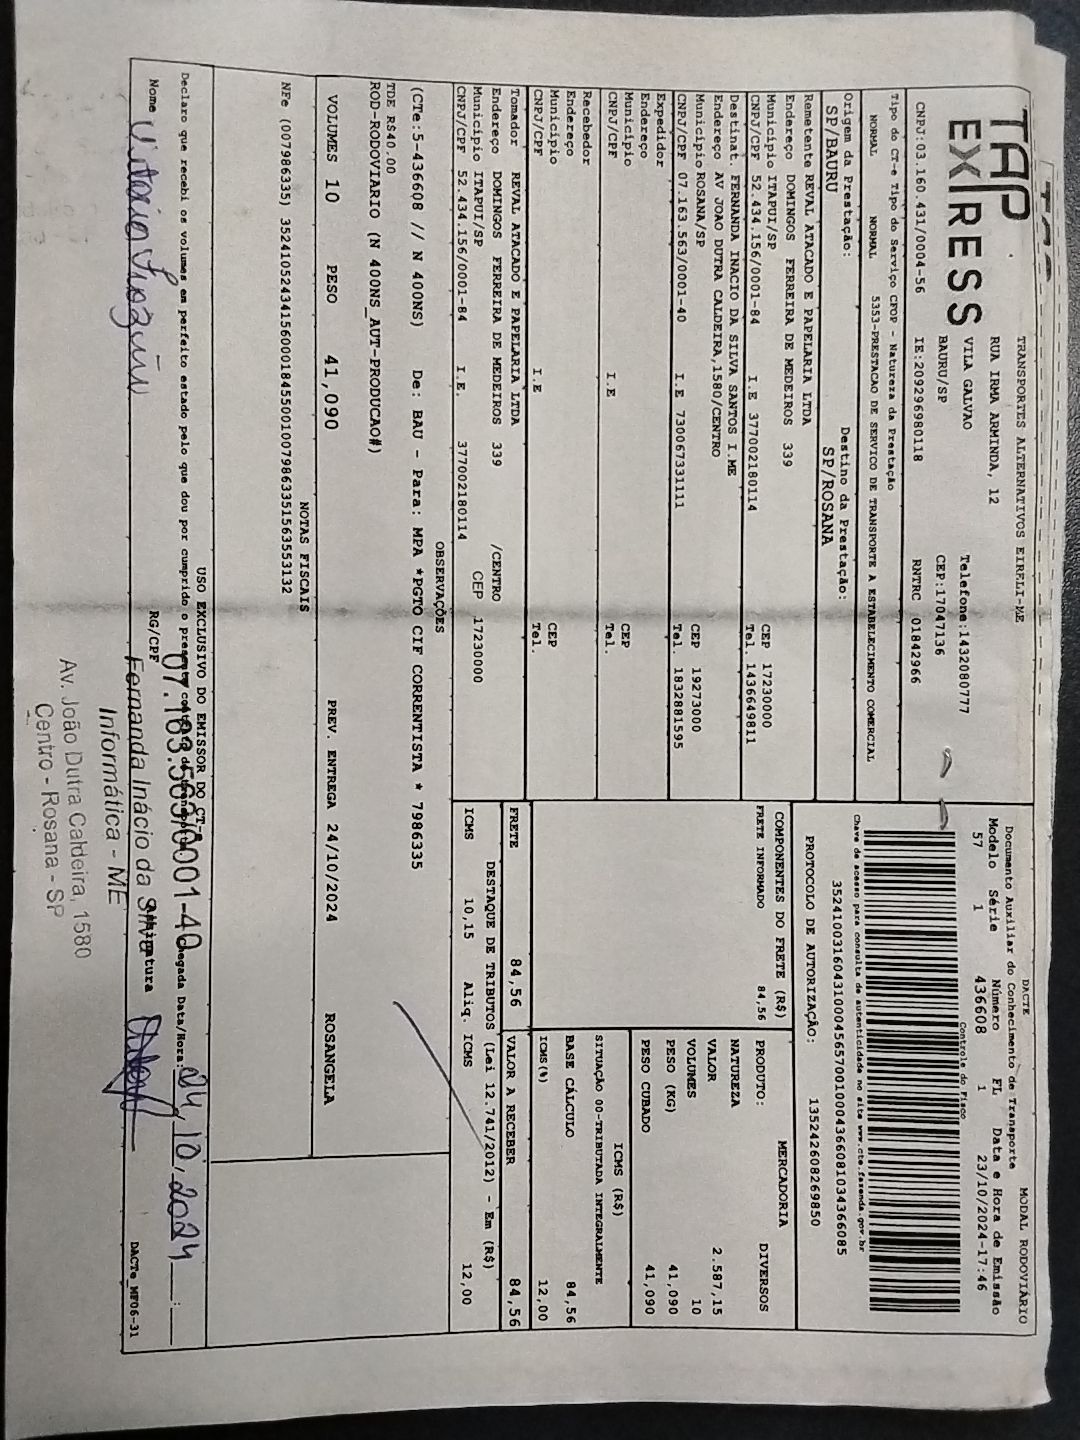 TAP
EXPRESS
TRANSPORTES ALTERNATIVOS EIRELI-ME
RUA IRMA ARMINDA, 12
VILA GALVAO
Telefone:1432080777
BAURU/SP
CEP:17047136
CNPJ:03.160.431/0004-56
IE:209296980118
RNTRC 01842966
Tipo do CT-e Tipo do Serviço CFOP - Natureza da Prestação
NORMAL NORMAL 5353-PRESTACAO DE SERVICO DE TRANSPORTE A ESTABELECIMENTO COMERCIAL
Origem da Prestação: Destino da Prestação:
SP/BAURU SP/ROSANA
Remetente REVAL ATACADO E PAPELARIA LTDA
Endereço DOMINGOS FERREIRA DE MEDEIROS 339
Município ITAPUI/SP CEP 17230000
CNPJ/CPF 52.434.156/0001-84 I.E 377002180114 Tel. 1436649811
Destinat. FERNANDA INACIO DA SILVA SANTOS I.ME
Endereço AV JOAO DUTRA CALDEIRA,1580/CENTRO
Município ROSANA/SP CEP 19273000
CNPJ/CPF 07.163.563/0001-40 I.E 730067331111 Tel. 1832881595
Expedidor
Endereço
Município CEP
CNPJ/CPF I.E Tel.
Recebedor
Endereço
Município CEP
CNPJ/CPF I.E Tel.
Tomador REVAL ATACADO E PAPELARIA LTDA
Endereço DOMINGOS FERREIRA DE MEDEIROS 339 /CENTRO
Município ITAPUI/SP CEP 17230000
CNPJ/CPF 52.434.156/0001-84 I.E. 377002180114
DACTE MODAL RODOVIÁRIO
Documento Auxiliar do Conhecimento de Transporte
Modelo Série Número FL Data e Hora de Emissão
57 1 436608 1 23/10/2024-17:46
Controle do Fisco
Chave de acesso para consulta de autenticidade no site www.cte.fazenda.gov.br
35241003160431000456570010004366081034366085
PROTOCOLO DE AUTORIZAÇÃO: 135242608269850
COMPONENTES DO FRETE (R$)
FRETE INFORMADO 84,56
PRODUTO: MERCADORIA
NATUREZA DIVERSOS
VALOR 2.587,15
VOLUMES 10
PESO (KG) 41,090
PESO CUBADO 41,090
ICMS (R$)
SITUAÇÃO 00-TRIBUTADA INTEGRALMENTE
BASE CÁLCULO 84,56
ICMS(%) 12,00
FRETE 84,56 VALOR A RECEBER 84,56
DESTAQUE DE TRIBUTOS (Lei 12.741/2012) - Em (R$)
ICMS 10,15 Aliq. ICMS 12,00
OBSERVAÇÕES
(CTe:5-436608 // N 400NS) De: BAU - Para: MPA *PGTO CIF CORRENTISTA * 7986335
TDE R$40.00
ROD-RODOVIARIO (N 400NS_AUT-PRODUCAO#)
VOLUMES 10 PESO 41,090 PREV. ENTREGA 24/10/2024 ROSANGELA
NOTAS FISCAIS
NFe (007986335) 35241052434156000184550010079863351563553132
USO EXCLUSIVO DO EMISSOR DO CT-e
Declaro que recebi os volumes em perfeito estado pelo que dou por cumprido o presente contrato de Chegada Data/Hora: 24,10,2024 :
Nome RG/CPF Assinatura
07.163.563/0001-40
Fernanda Inácio da Silva
Informática - ME
Av. João Dutra Caldeira, 1580
Centro - Rosana - SP
DACTe_MF06-31